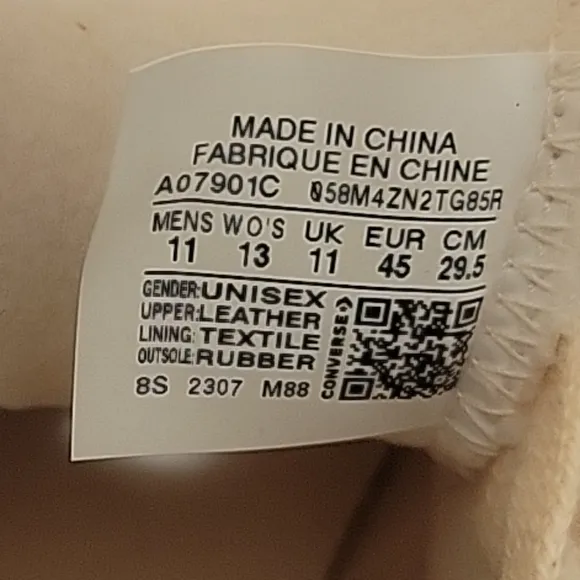 MADE IN CHINA
FABRIQUE EN CHINE
A07901C 058M4ZN2TG85R
MENS WO'S UK EUR CM
11 13 11 45 29.5
GENDER:UNISEX
UPPER:LEATHER
LINING: TEXTILE
OUTSOLE:RUBBER
8S 2307 M88
CONVERSE